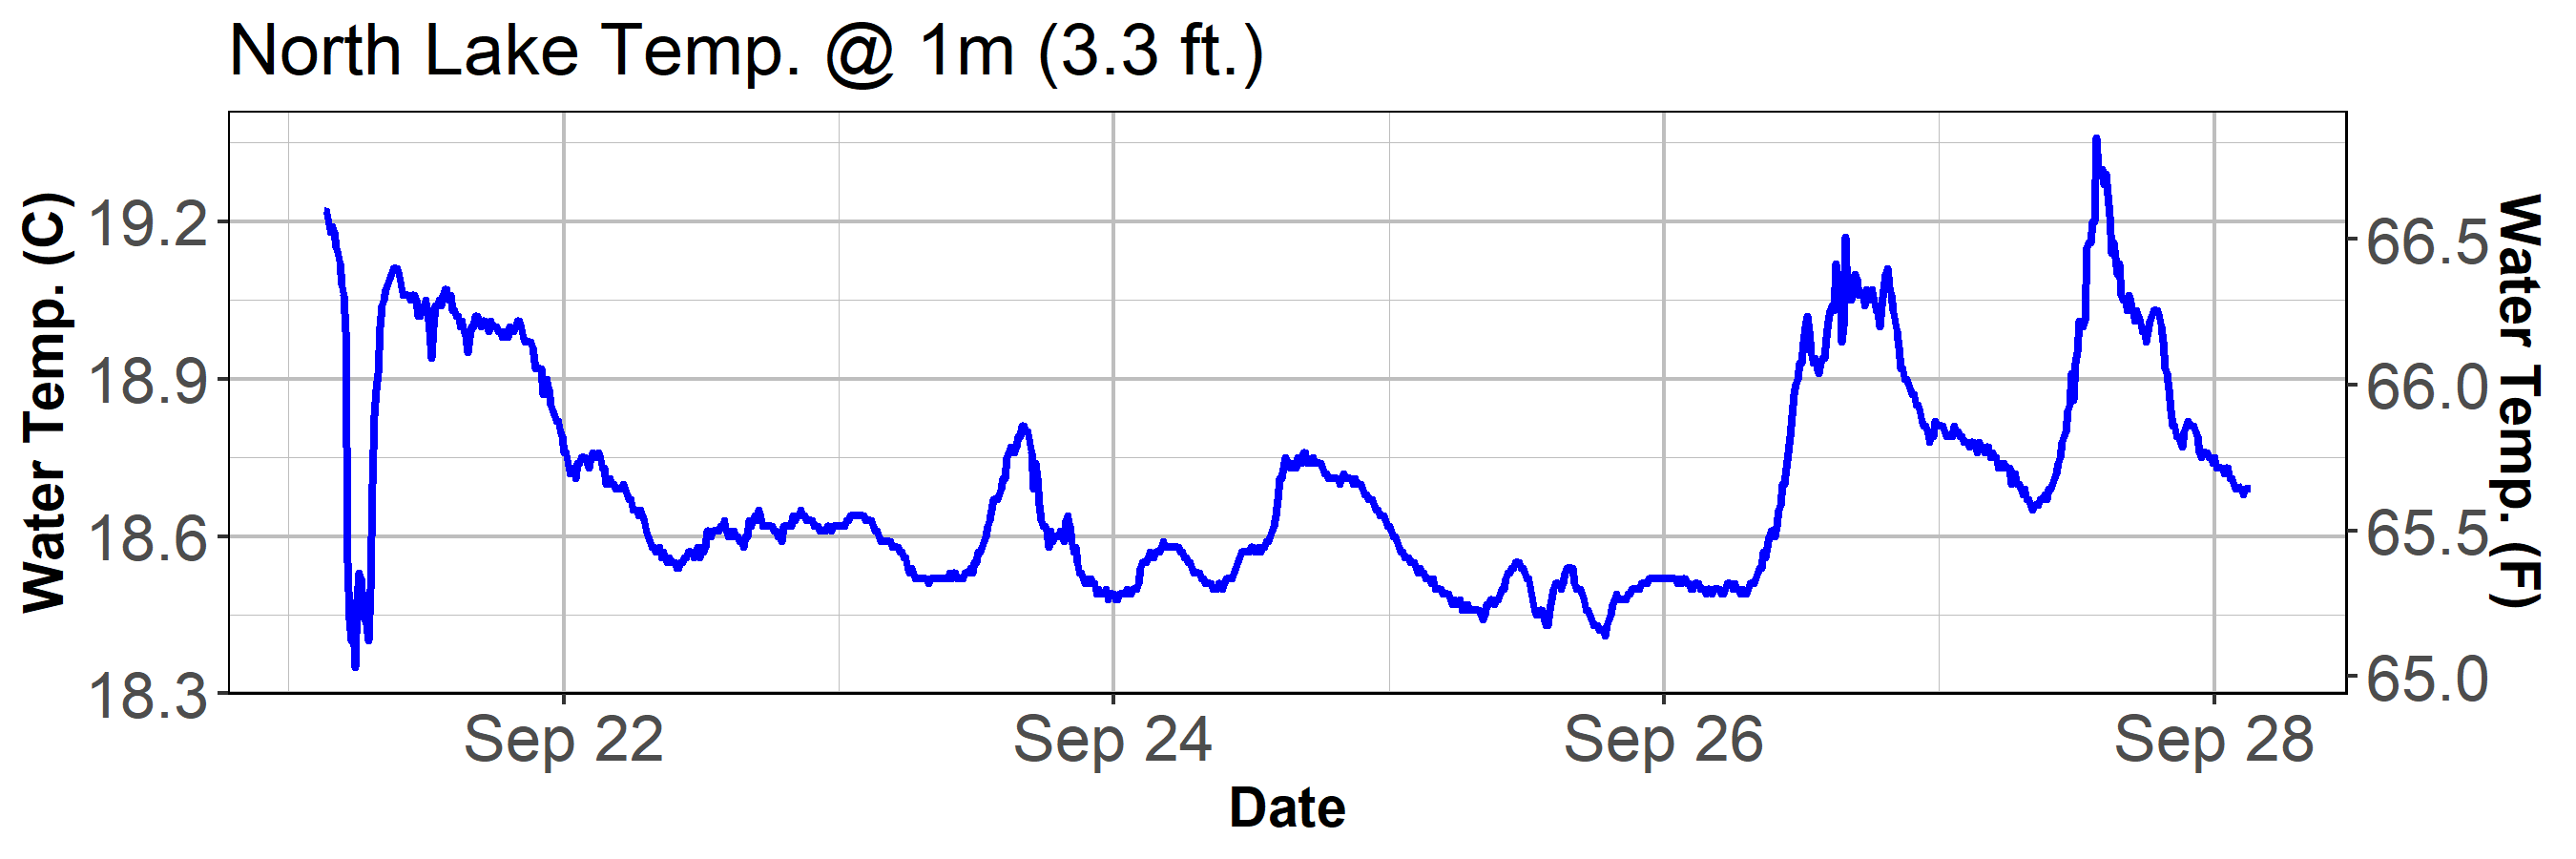 North Lake Temp. @ 1m (3.3 ft.)
Water Temp. (C)
19.2
18.9
18.6
18.3
66.5
66.0
65.5
65.0
Water Temp. (F)
Sep 22
Sep 24
Sep 26
Sep 28
Date